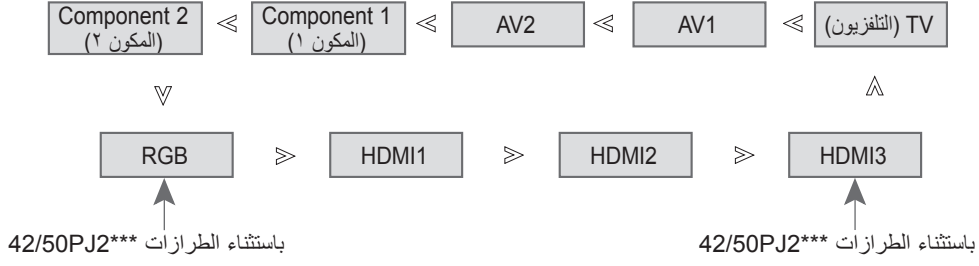 TV (التلفزيون)
AV1
AV2
Component 1
(المكون ١)
Component 2
(المكون ٢)
RGB
HDMI1
HDMI2
HDMI3
باستثناء الطرازات 42/50PJ2***
باستثناء الطرازات 42/50PJ2***